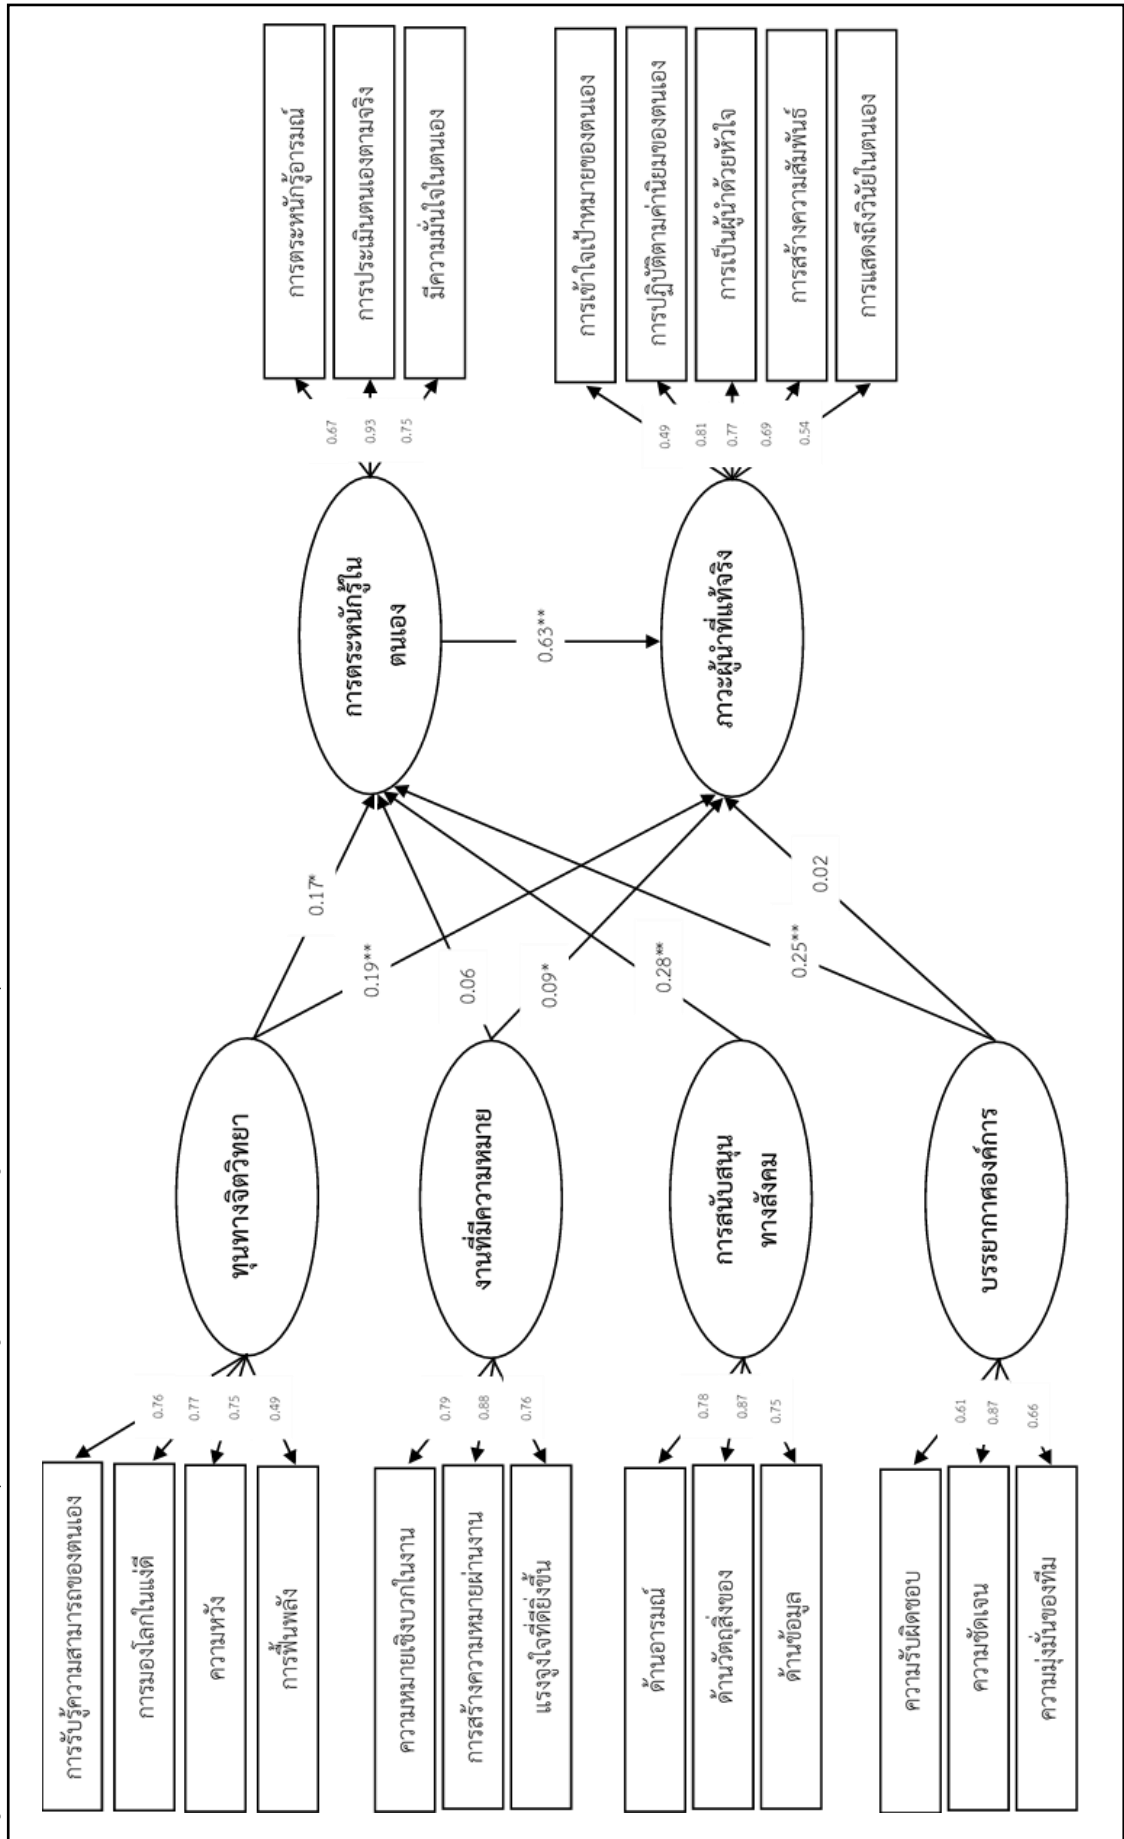 การรับรู้ความสามารถของตนเอง
การมองโลกในแง่ดี
ความหวัง
การฟื้นพลัง
0.76
0.77
0.75
0.49
ทุนทางจิตวิทยา
ความหมายเชิงบวกในงาน
การสร้างความหมายผ่านงาน
แรงจูงใจที่ดียิ่งขึ้น
0.79
0.88
0.76
งานที่มีความหมาย
ด้านอารมณ์
ด้านวัตถุสิ่งของ
ด้านข้อมูล
0.78
0.87
0.75
การสนับสนุน
ทางสังคม
ความรับผิดชอบ
ความชัดเจน
ความมุ่งมั่นของทีม
0.61
0.87
0.66
บรรยากาศองค์การ
0.17*
0.19**
0.06
0.09*
0.28**
0.25**
0.02
การตระหนักรู้ใน
ตนเอง
0.63**
ภาวะผู้นำที่แท้จริง
0.67
0.93
0.75
การตระหนักรู้อารมณ์
การประเมินตนเองตามจริง
มีความมั่นใจในตนเอง
0.49
0.81
0.77
0.69
0.54
การเข้าใจเป้าหมายของตนเอง
การปฏิบัติตามค่านิยมของตนเอง
การเป็นผู้นำด้วยหัวใจ
การสร้างความสัมพันธ์
การแสดงถึงวินัยในตนเอง